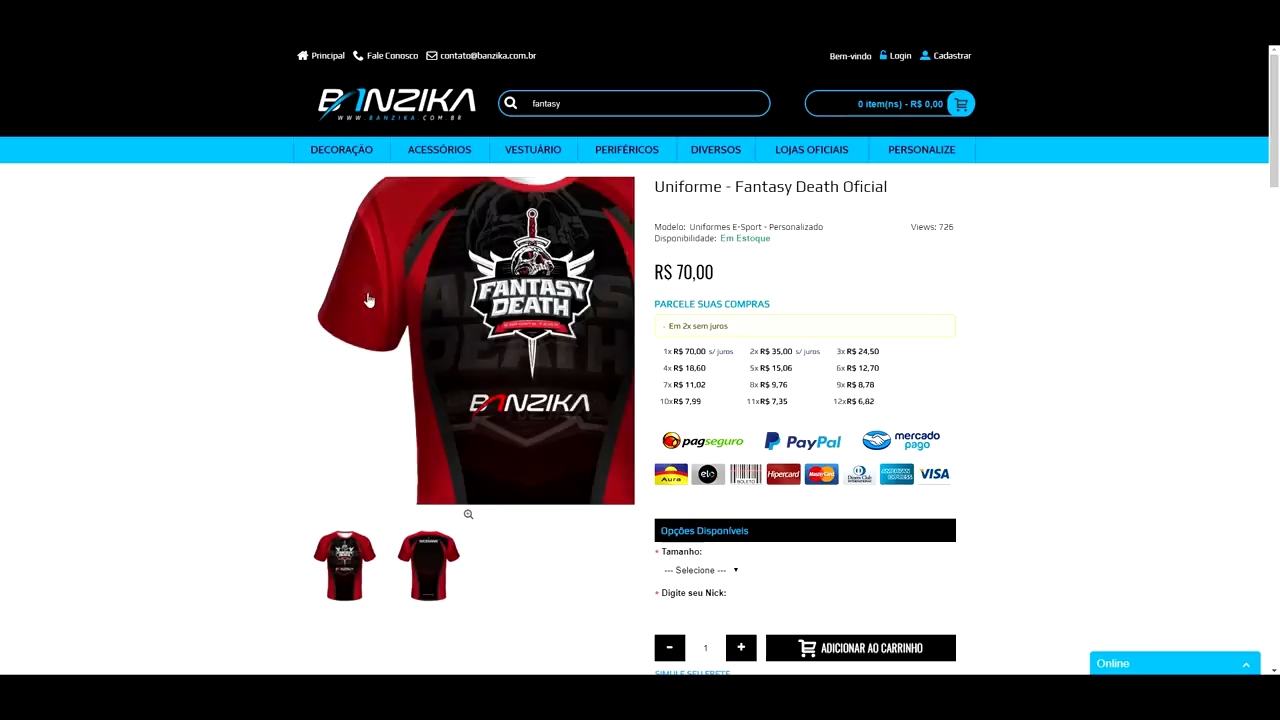 Principal Fale Conosco contato@banzika.com.br
Bem-vindo Login Cadastrar
BANZIKA
WWW.BANZIKA.COM.BR
fantasy
0 item(ns) - R$ 0,00
DECORAÇÃO ACESSÓRIOS VESTUÁRIO PERIFÉRICOS DIVERSOS LOJAS OFICIAIS PERSONALIZE
FANTASY
DEATH
BANZIKA
Uniforme - Fantasy Death Oficial
Modelo: Uniformes E-Sport - Personalizado Views: 726
Disponibilidade: Em Estoque
R$ 70,00
PARCELE SUAS COMPRAS
- Em 2x sem juros
1x R$ 70,00 s/ juros 2x R$ 35,00 s/ juros 3x R$ 24,50
4x R$ 18,60 5x R$ 15,06 6x R$ 12,70
7x R$ 11,02 8x R$ 9,76 9x R$ 8,78
10x R$ 7,99 11x R$ 7,35 12x R$ 6,82
pagseguro PayPal mercado pago
Aura elo BOLETO Hipercard MasterCard Diners Club INTERNATIONAL AMERICAN EXPRESS VISA
Opções Disponíveis
* Tamanho:
--- Selecione ---
* Digite seu Nick:
- 1 + ADICIONAR AO CARRINHO
SIMULE SEU FRETE
Online